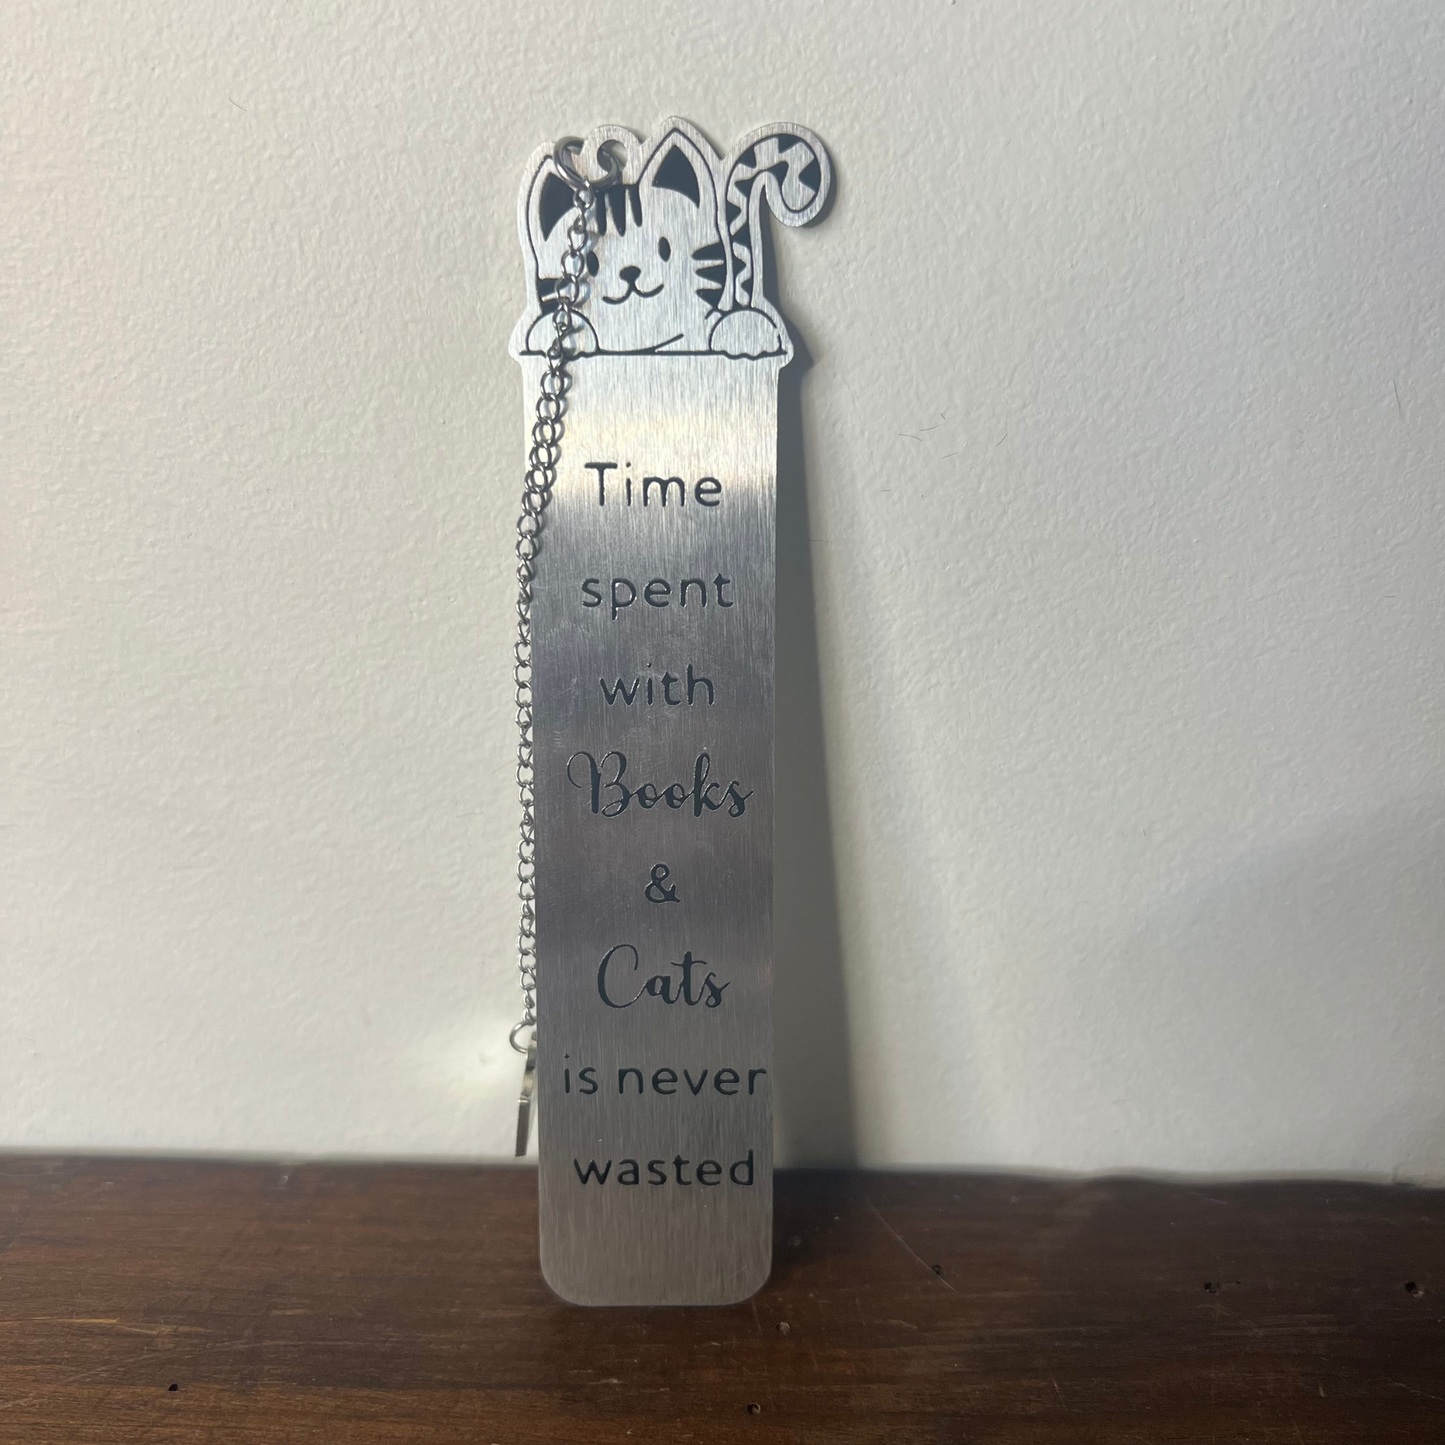 Time
spent
with
Books
&
Cats
is never
wasted